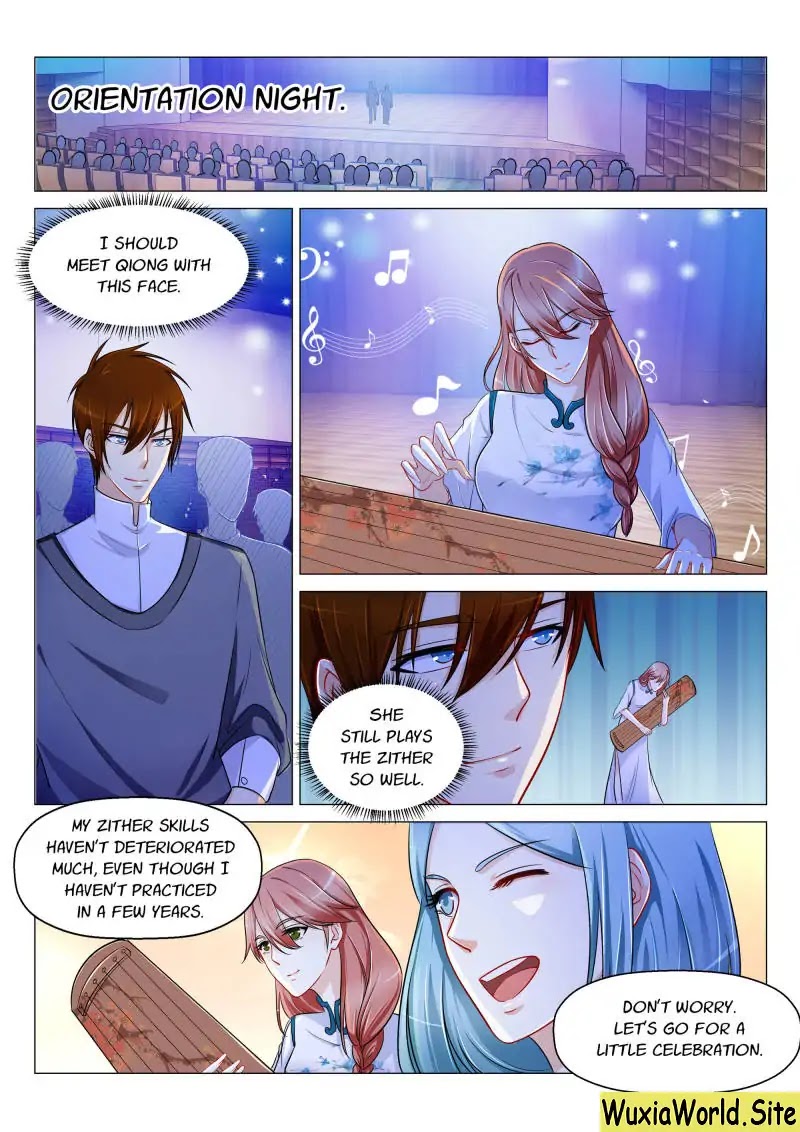 ORIENTATION NIGHT.
I SHOULD
MEET QIONG WITH
THIS FACE.
SHE
STILL PLAYS
THE ZITHER
SO WELL.
MY ZITHER SKILLS
HAVEN'T DETERIORATED
MUCH, EVEN THOUGH I
HAVEN'T PRACTICED
IN A FEW YEARS.
DON'T WORRY.
LET'S GO FOR A
LITTLE CELEBRATION.
WuxiaWorld.Site